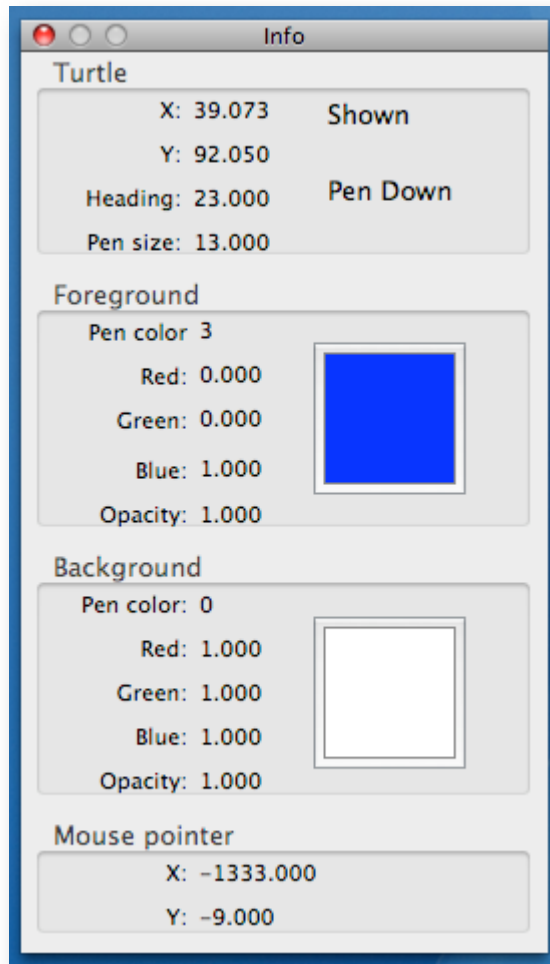 Info
Turtle
X: 39.073 Shown
Y: 92.050
Heading: 23.000 Pen Down
Pen size: 13.000
Foreground
Pen color 3
Red: 0.000
Green: 0.000
Blue: 1.000
Opacity: 1.000
Background
Pen color: 0
Red: 1.000
Green: 1.000
Blue: 1.000
Opacity: 1.000
Mouse pointer
X: -1333.000
Y: -9.000